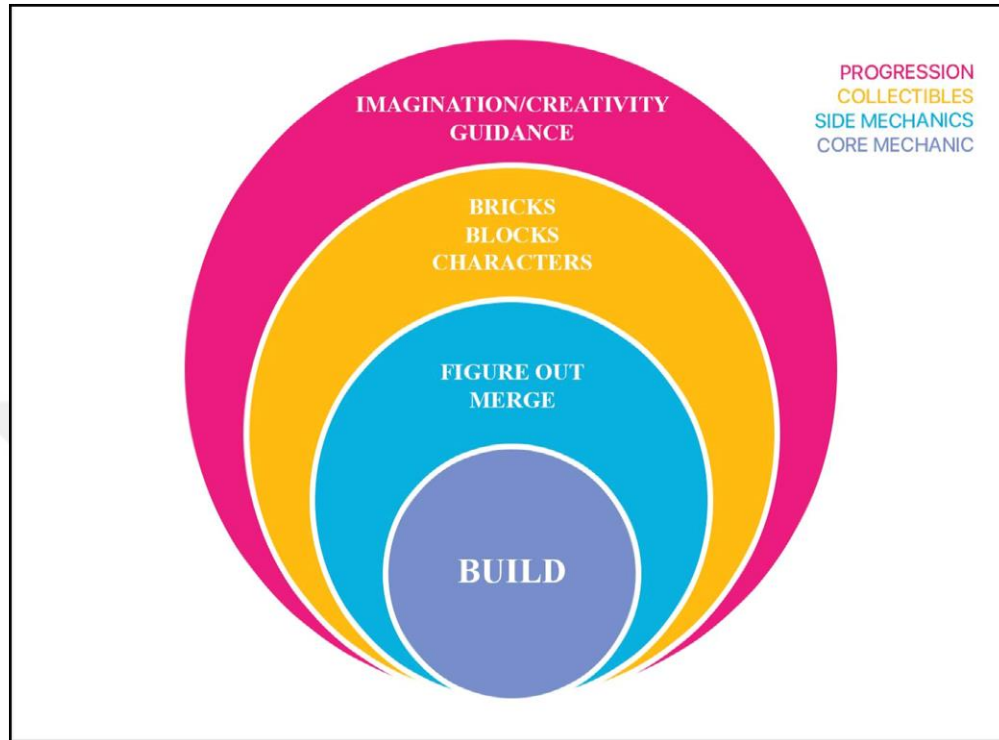 IMAGINATION/CREATIVITY
GUIDANCE
BRICKS
BLOCKS
CHARACTERS
FIGURE OUT
MERGE
BUILD
PROGRESSION
COLLECTIBLES
SIDE MECHANICS
CORE MECHANIC